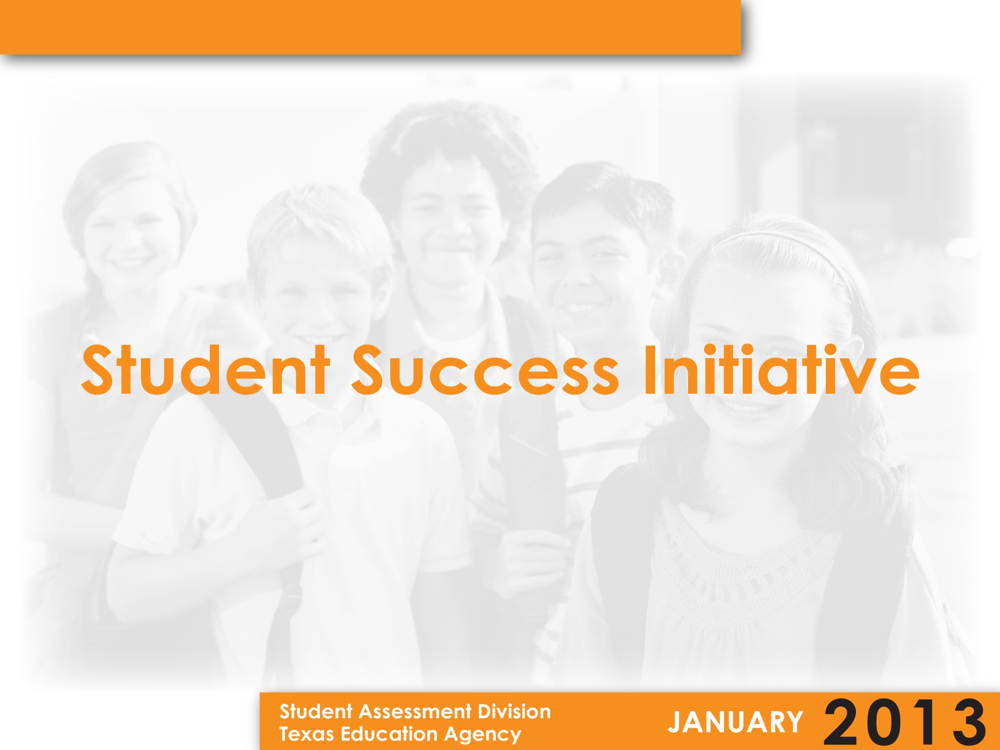 Student Success Initiative
Student Assessment Division
Texas Education Agency
JANUARY 2013